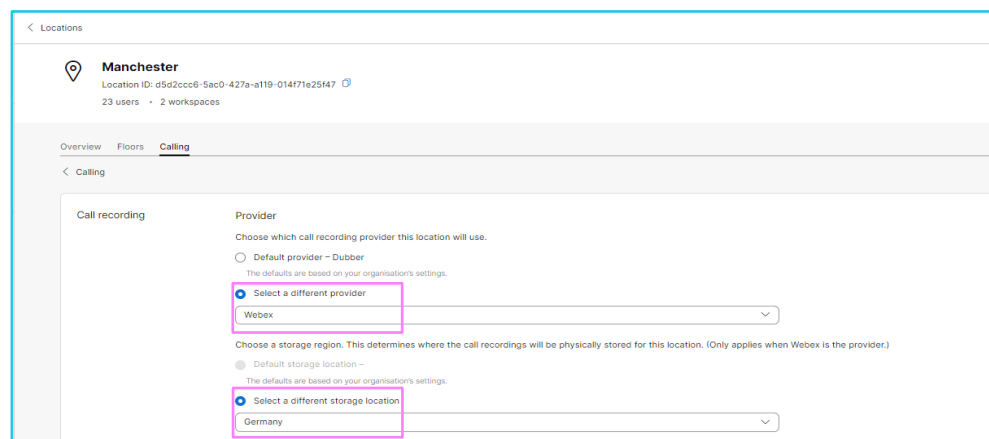 Locations
Manchester
Location ID: d5d2ccc6-5ac0-427a-a119-014f71e25f47
23 users • 2 workspaces
Overview Floors Calling
Calling
Call recording
Provider
Choose which call recording provider this location will use.
Default provider – Dubber
The defaults are based on your organisation's settings.
Select a different provider
Webex
Choose a storage region. This determines where the call recordings will be physically stored for this location. (Only applies when Webex is the provider.)
Default storage location –
The defaults are based on your organisation's settings.
Select a different storage location
Germany